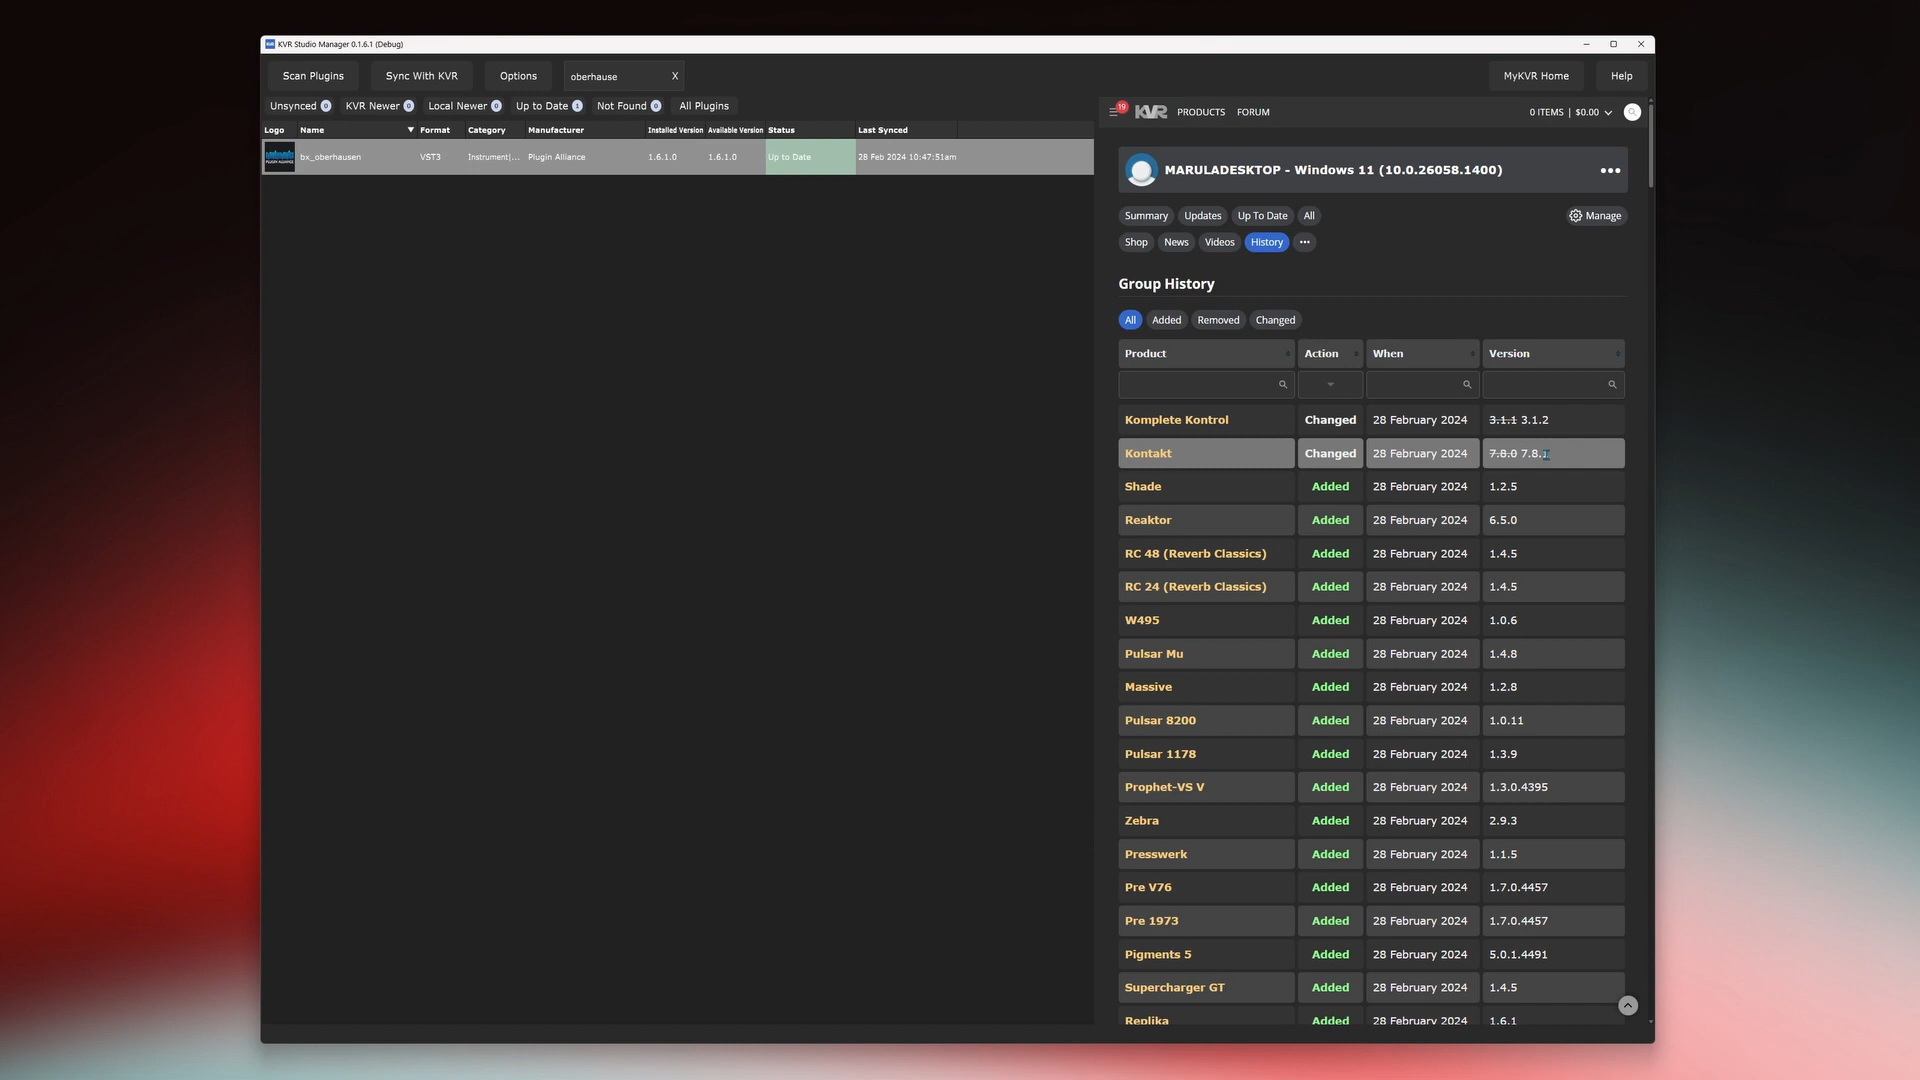 KVR Studio Manager 0.1.6.1 (Debug)
Scan Plugins Sync With KVR Options oberhause X MyKVR Home Help
Unsynced 0 KVR Newer 0 Local Newer 0 Up to Date 1 Not Found 0 All Plugins
Logo Name Format Category Manufacturer Installed Version Available Version Status Last Synced
bx_oberhausen VST3 Instrument|... Plugin Alliance 1.6.1.0 1.6.1.0 Up to Date 28 Feb 2024 10:47:51am
19 KVR PRODUCTS FORUM 0 ITEMS | $0.00
MARULADESKTOP - Windows 11 (10.0.26058.1400)
Summary Updates Up To Date All Manage
Shop News Videos History
Group History
All Added Removed Changed
Product Action When Version
Komplete Kontrol Changed 28 February 2024 3.1.1 3.1.2
Kontakt Changed 28 February 2024 7.8.0 7.8.
Shade Added 28 February 2024 1.2.5
Reaktor Added 28 February 2024 6.5.0
RC 48 (Reverb Classics) Added 28 February 2024 1.4.5
RC 24 (Reverb Classics) Added 28 February 2024 1.4.5
W495 Added 28 February 2024 1.0.6
Pulsar Mu Added 28 February 2024 1.4.8
Massive Added 28 February 2024 1.2.8
Pulsar 8200 Added 28 February 2024 1.0.11
Pulsar 1178 Added 28 February 2024 1.3.9
Prophet-VS V Added 28 February 2024 1.3.0.4395
Zebra Added 28 February 2024 2.9.3
Presswerk Added 28 February 2024 1.1.5
Pre V76 Added 28 February 2024 1.7.0.4457
Pre 1973 Added 28 February 2024 1.7.0.4457
Pigments 5 Added 28 February 2024 5.0.1.4491
Supercharger GT Added 28 February 2024 1.4.5
Replika Added 28 February 2024 1.6.1